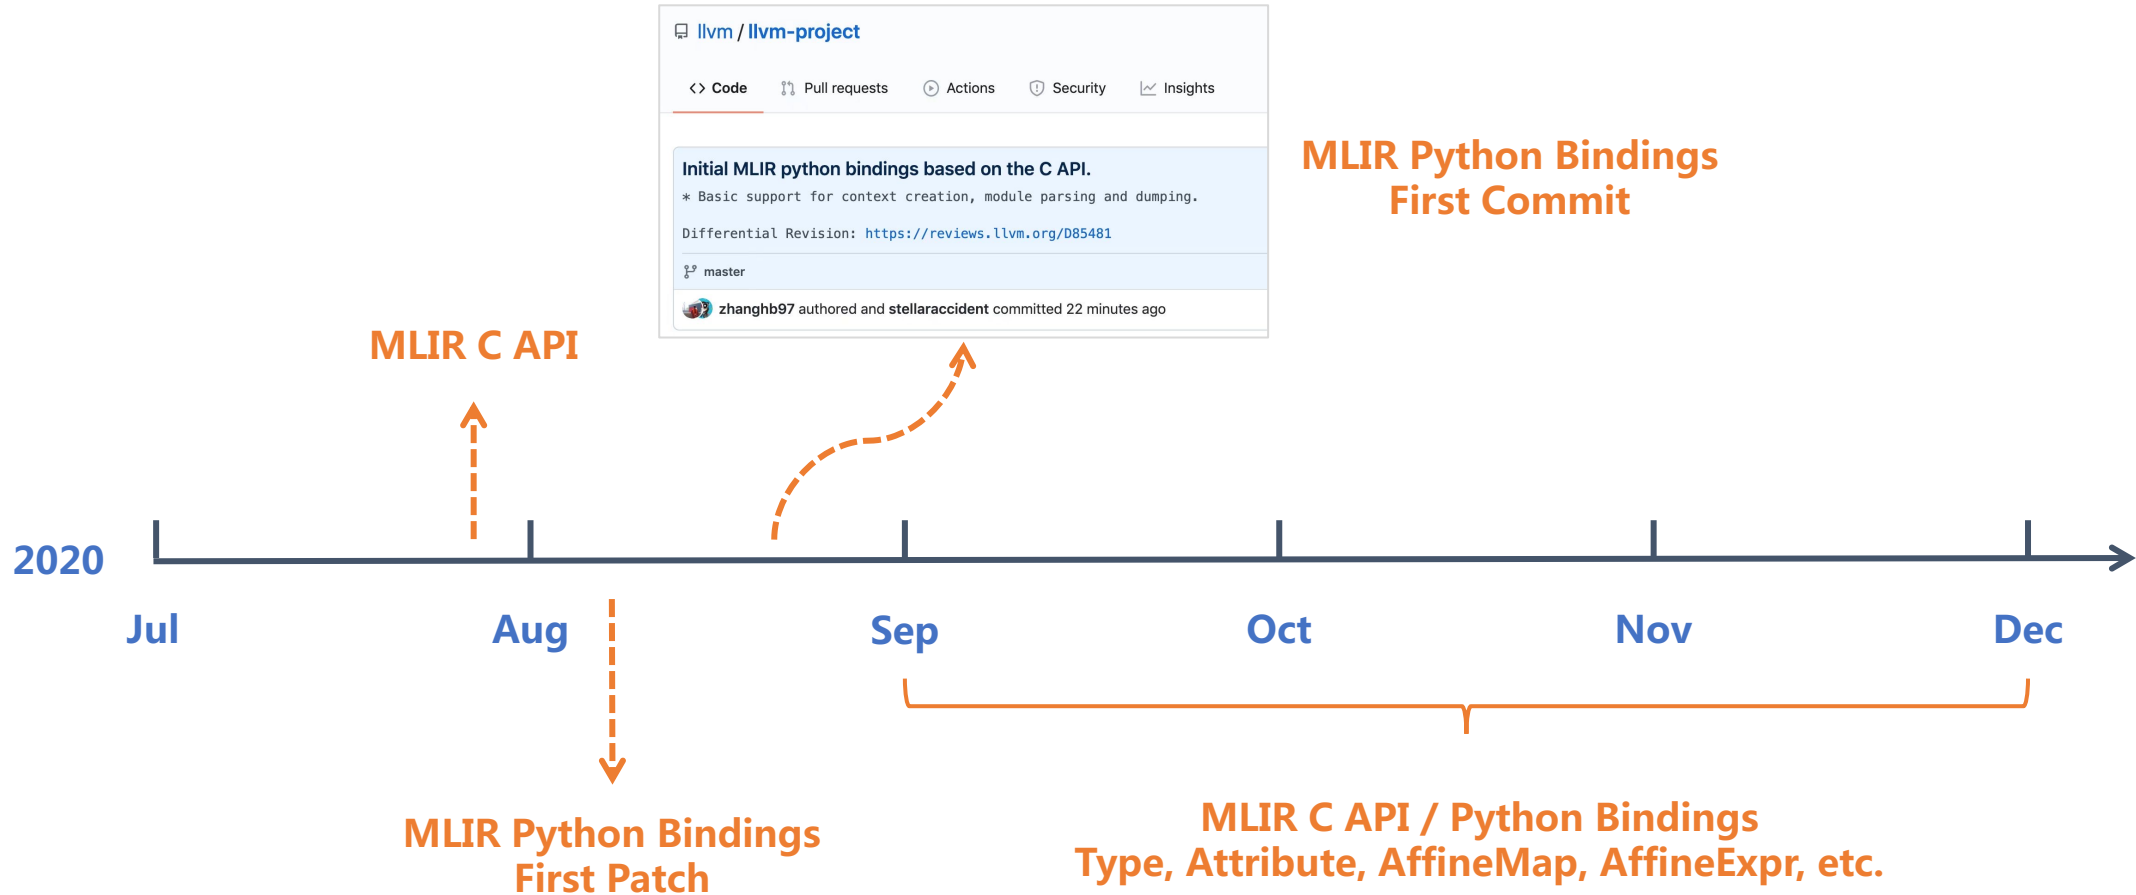 llvm / llvm-project
Code Pull requests Actions Security Insights
Initial MLIR python bindings based on the C API.
* Basic support for context creation, module parsing and dumping.
Differential Revision: https://reviews.llvm.org/D85481
master
zhanghb97 authored and stellaraccident committed 22 minutes ago
MLIR Python Bindings
First Commit
MLIR C API
2020
Jul Aug Sep Oct Nov Dec
MLIR Python Bindings
First Patch
MLIR C API / Python Bindings
Type, Attribute, AffineMap, AffineExpr, etc.